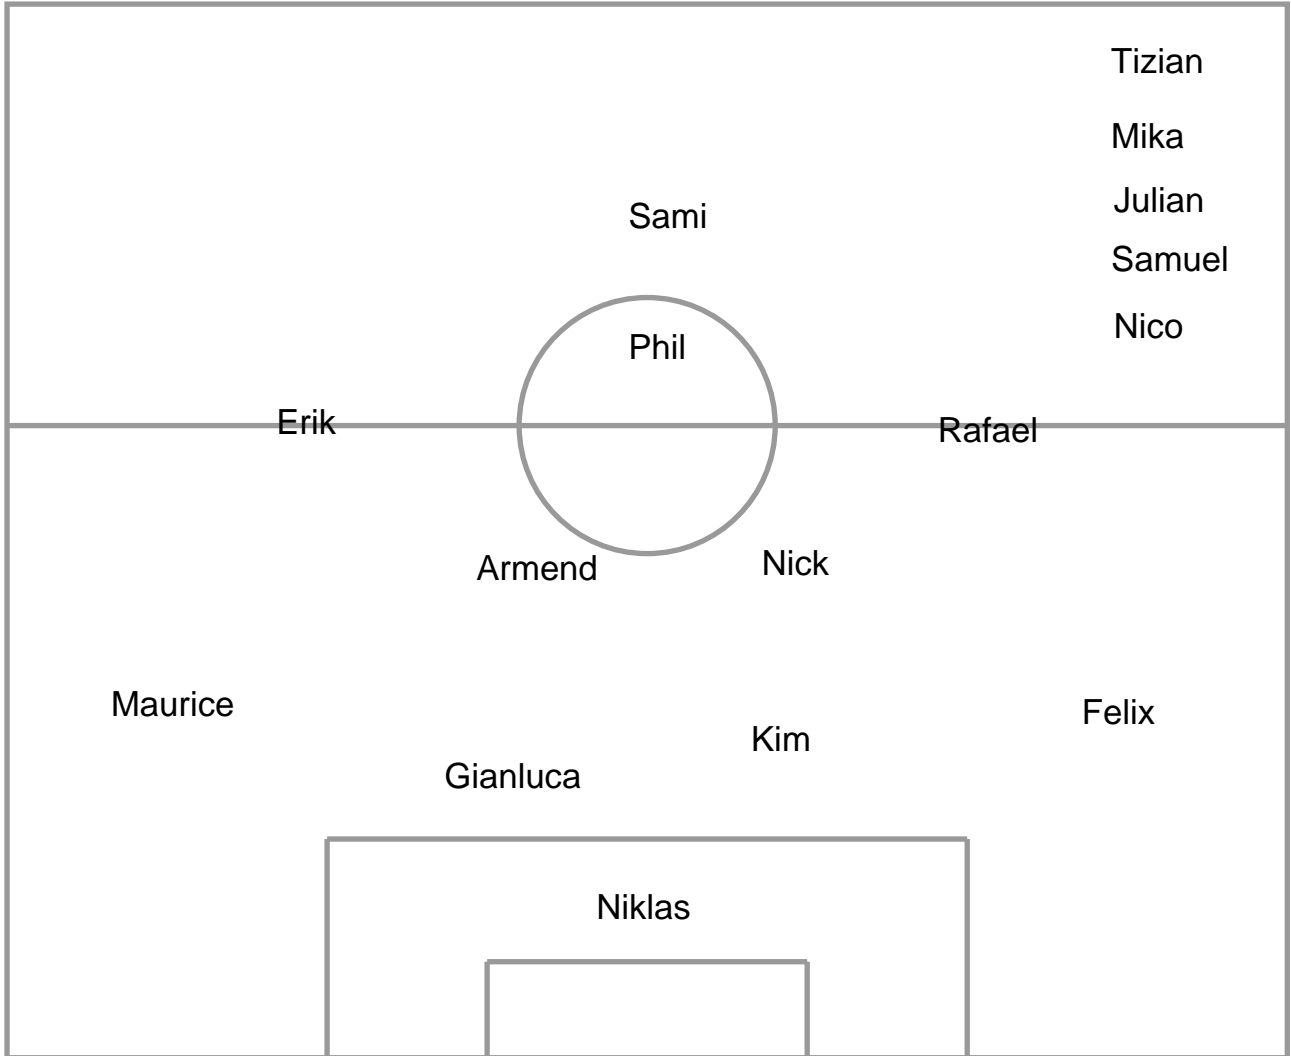 Tizian
Mika
Julian
Sami
Samuel
Nico
Phil
Erik
Rafael
Armend
Nick
Maurice
Felix
Kim
Gianluca
Niklas